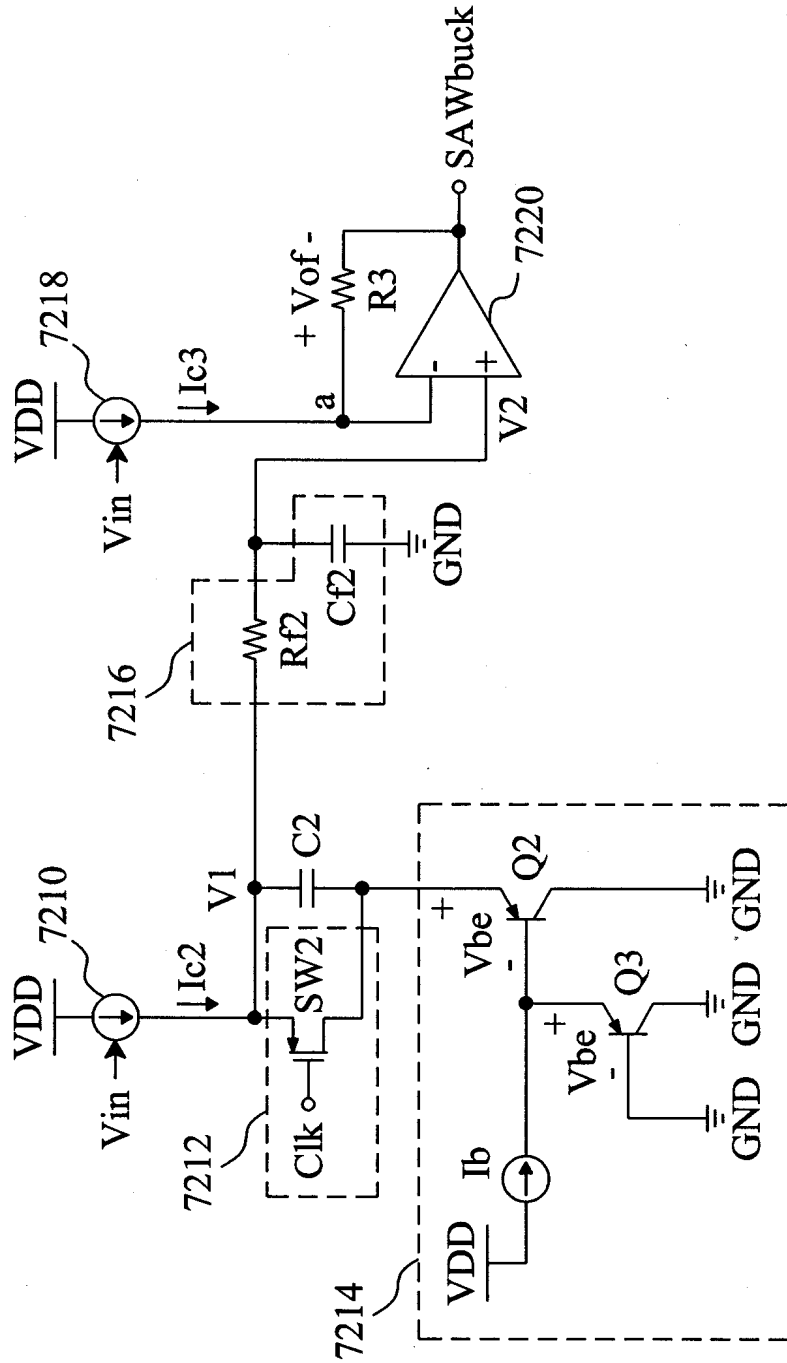 7210
VDD
Vin
Ic2
V1
7212
SW2
Clk
C2
7214
VDD
Ib
Vbe
+
-
Q3
GND
GND
+
Vbe
-
Q2
GND
7216
Rf2
Cf2
GND
7218
VDD
Vin
Ic3
a
+ Vof -
R3
-
+
V2
7220
SAWbuck